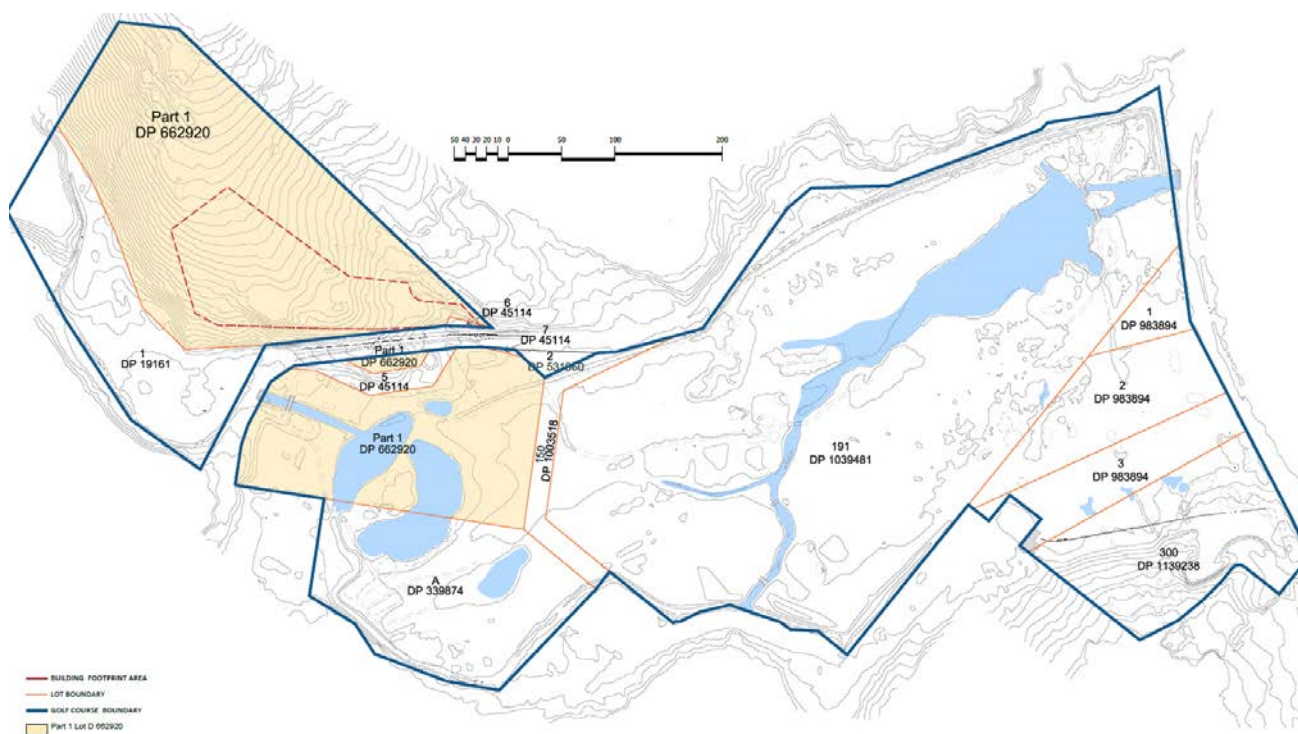 Part 1
DP 662920
50 40 30 20 10 0 50 100 200
6
DP 45114
7
DP 45114
1
DP 19161
Part 1
DP 662920
2
DP 531860
5
DP 45114
1
DP 983894
2
DP 983894
Part 1
DP 662920
150
DP 1003518
191
DP 1039481
3
DP 983894
300
DP 1139238
A
DP 339874
BUILDING FOOTPRINT AREA
LOT BOUNDARY
GOLF COURSE BOUNDARY
Part 1 Lot D 662920